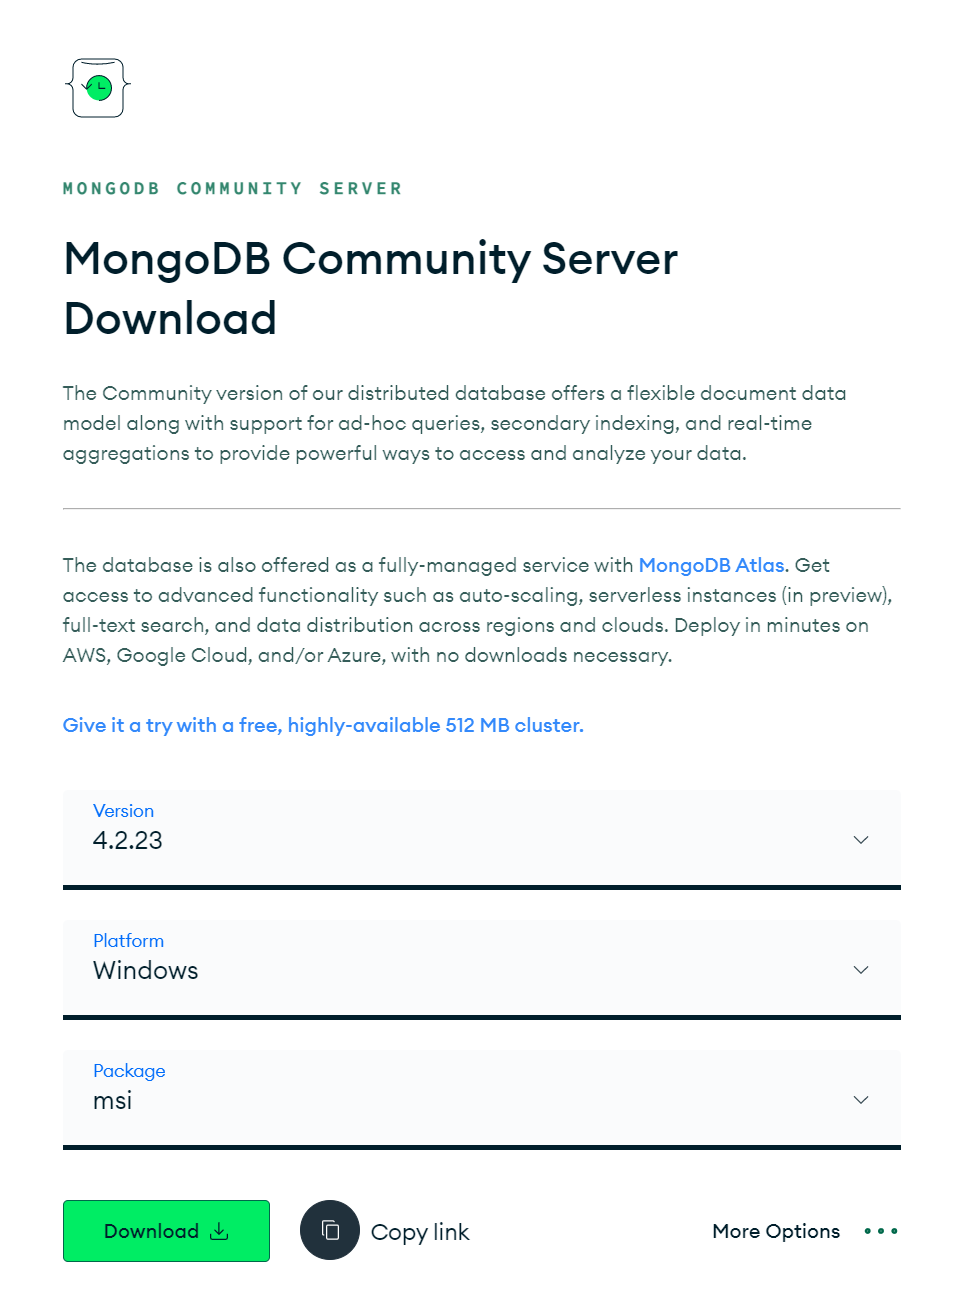 MONGODB COMMUNITY SERVER
MongoDB Community Server
Download
The Community version of our distributed database offers a flexible document data
model along with support for ad-hoc queries, secondary indexing, and real-time
aggregations to provide powerful ways to access and analyze your data.
The database is also offered as a fully-managed service with MongoDB Atlas. Get
access to advanced functionality such as auto-scaling, serverless instances (in preview),
full-text search, and data distribution across regions and clouds. Deploy in minutes on
AWS, Google Cloud, and/or Azure, with no downloads necessary.
Give it a try with a free, highly-available 512 MB cluster.
Version
4.2.23
Platform
Windows
Package
msi
Download Copy link More Options